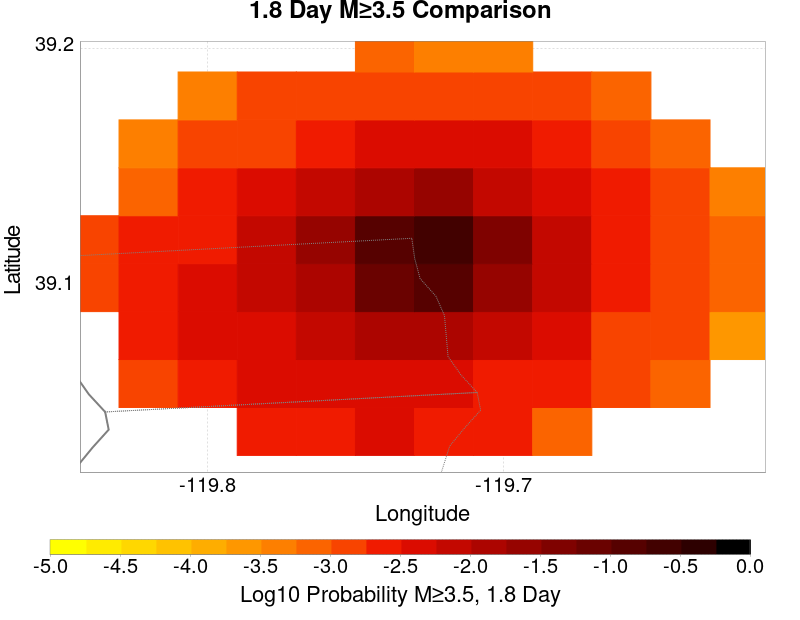 1.8 Day M≥3.5 Comparison
39.2
39.1
Latitude
-119.8 -119.7
Longitude
-5.0 -4.5 -4.0 -3.5 -3.0 -2.5 -2.0 -1.5 -1.0 -0.5 0.0
Log10 Probability M≥3.5, 1.8 Day